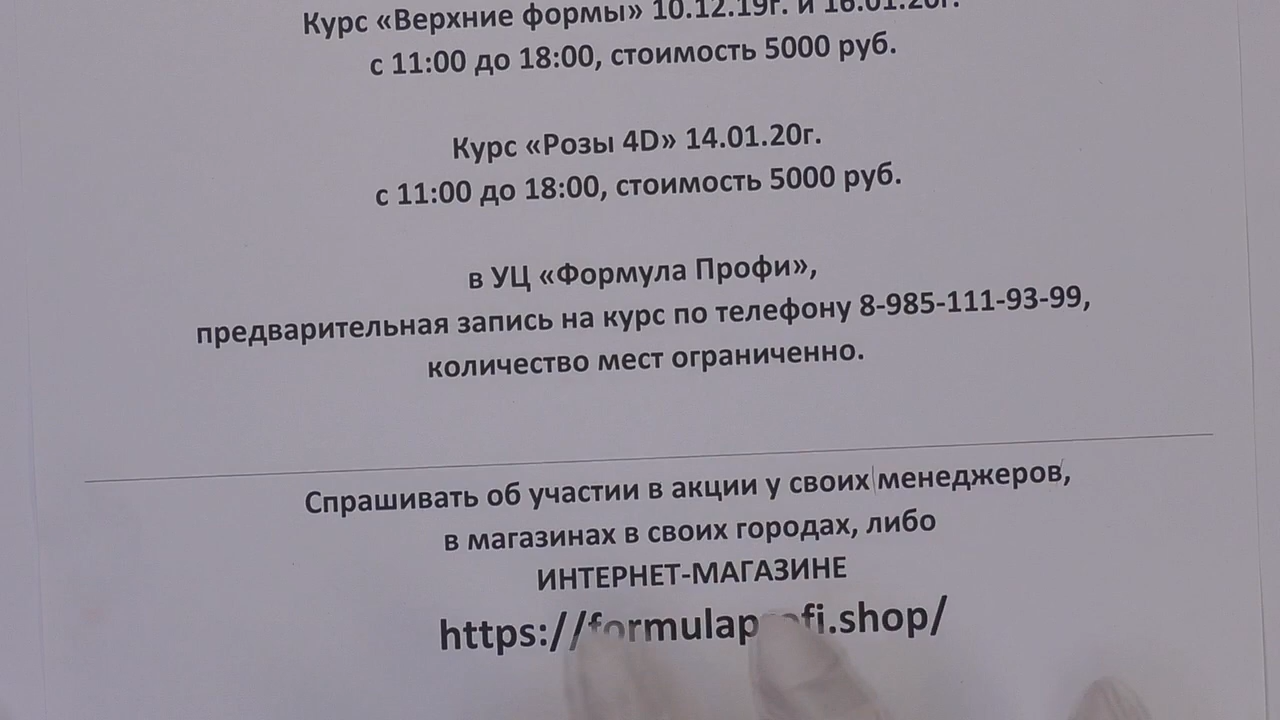 Курс «Верхние формы» 10.12.19г. и 16.01.20г.
с 11:00 до 18:00, стоимость 5000 руб.
Курс «Розы 4D» 14.01.20г.
с 11:00 до 18:00, стоимость 5000 руб.
в УЦ «Формула Профи»,
предварительная запись на курс по телефону 8-985-111-93-99,
количество мест ограниченно.
Спрашивать об участии в акции у своих менеджеров,
в магазинах в своих городах, либо
ИНТЕРНЕТ-МАГАЗИНЕ
https://formulaprofi.shop/